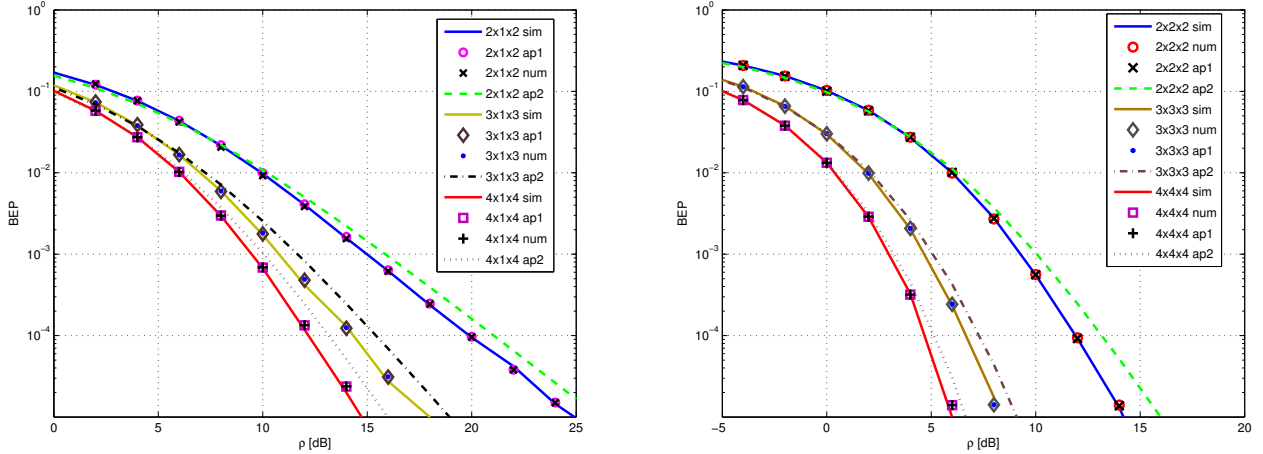 10^0
10^-1
10^-2
10^-3
10^-4
BEP
0
5
10
15
20
25
ρ [dB]
2x1x2 sim
2x1x2 ap1
2x1x2 num
2x1x2 ap2
3x1x3 sim
3x1x3 ap1
3x1x3 num
3x1x3 ap2
4x1x4 sim
4x1x4 ap1
4x1x4 num
4x1x4 ap2
10^0
10^-1
10^-2
10^-3
10^-4
BEP
−5
0
5
10
15
20
ρ [dB]
2x2x2 sim
2x2x2 num
2x2x2 ap1
2x2x2 ap2
3x3x3 sim
3x3x3 num
3x3x3 ap1
3x3x3 ap2
4x4x4 sim
4x4x4 num
4x4x4 ap1
4x4x4 ap2